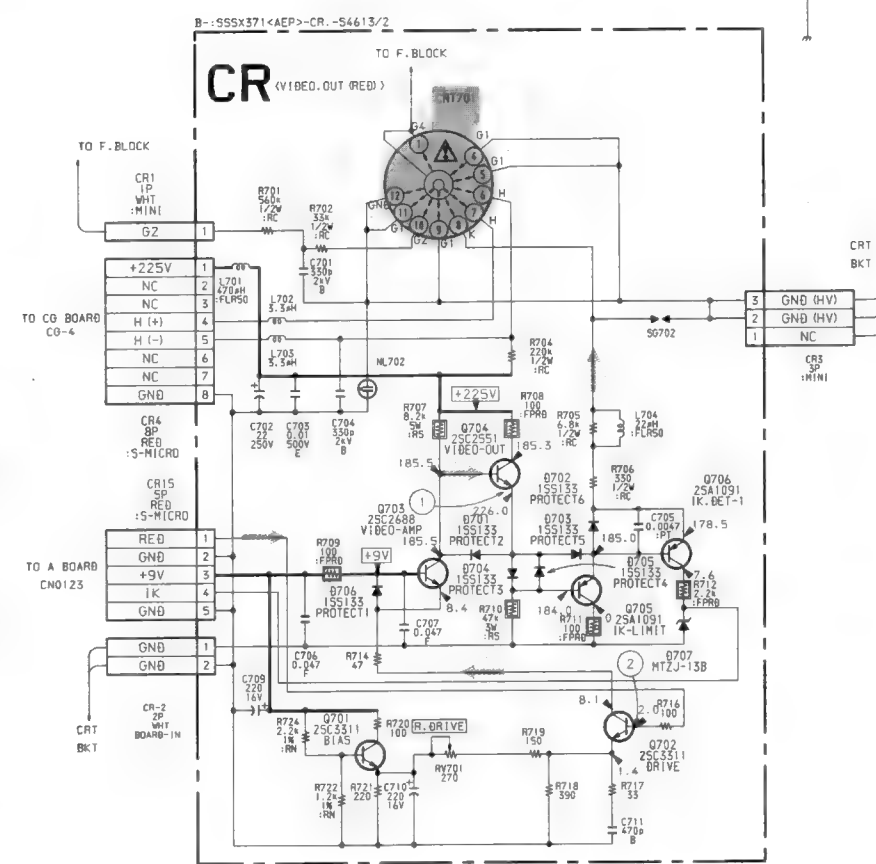 B-:SSSX371<AEP>-CR.-S4613/2
CR (VIDEO.OUT (RED))
TO F.BLOCK
TO F.BLOCK
CR1
1P
WHT
:MINI
G2 1
R701
560k
1/2W
:RC
R702
33k
1/2W
:RC
C701
330p
2kV
B
G4
1
G1
6
G1
5
H
6
H
7
K
8
G1
9
G2
10
G1
11
GND
12
+225V 1
NC 2
NC 3
H (+) 4
H (-) 5
NC 6
NC 7
GND 8
TO CG BOARD
CG-4
CR4
8P
RED
:S-MICRO
L701
470µH
:FLR50
L702
3.3µH
L703
3.3µH
NL702
C702
22
250V
C703
0.01
500V
E
C704
330p
2kV
B
R704
220k
1/2W
:RC
SG702
3 GND (HV)
2 GND (HV)
1 NC
CR3
3P
:MINI
CRT
BKT
+225V
R707
8.2k
5W
:RS
R708
100
:FPRD
Q704
2SC2551
VIDEO-OUT
185.3
185.5
226.0
1
R705
6.8k
1/2W
:RC
L704
22µH
:FLR50
R706
330
1/2W
:RC
D702
1SS133
PROTECT6
D703
1SS133
PROTECT5
D701
1SS133
PROTECT2
Q703
2SC2688
VIDEO-AMP
185.5
8.4
D704
1SS133
PROTECT3
D705
1SS133
PROTECT4
185.0
C705
0.0047
:PT
Q706
2SA1091
IK.DET-1
178.5
7.6
R712
2.2k
:FPRD
184.0
0
Q705
2SA1091
IK-LIMIT
R710
47k
3W
:RS
R711
100
:FPRD
D707
MTZJ-13B
CR15
5P
RED
:S-MICRO
RED 1
GND 2
+9V 3
IK 4
GND 5
TO A BOARD
CN0123
GND 1
GND 2
CR-2
2P
WHT
BOARD-IN
CRT
BKT
R709
100
:FPRD
+9V
D706
1SS133
PROTECT1
C706
0.047
F
C707
0.047
F
R714
47
C709
220
16V
R724
2.2k
1%
:RN
Q701
2SC3311
BIAS
R720
100
R.DRIVE
RV701
270
R719
150
R722
1.2k
1%
:RN
R721
220
C710
220
16V
R718
390
R717
33
C711
470p
B
8.1
2
2.0
R716
100
Q702
2SC3311
DRIVE
1.4